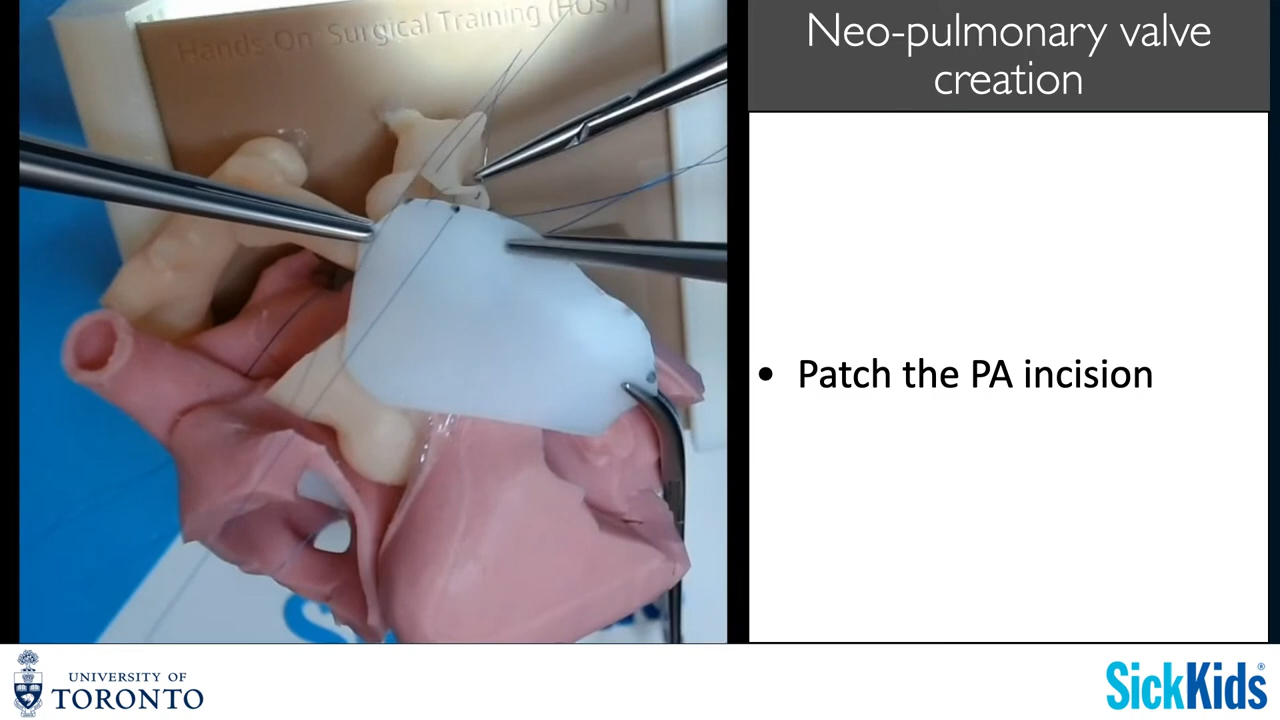 Hands-On Surgical Training (HOST)
Neo-pulmonary valve
creation
• Patch the PA incision
UNIVERSITY OF
TORONTO
SickKids®